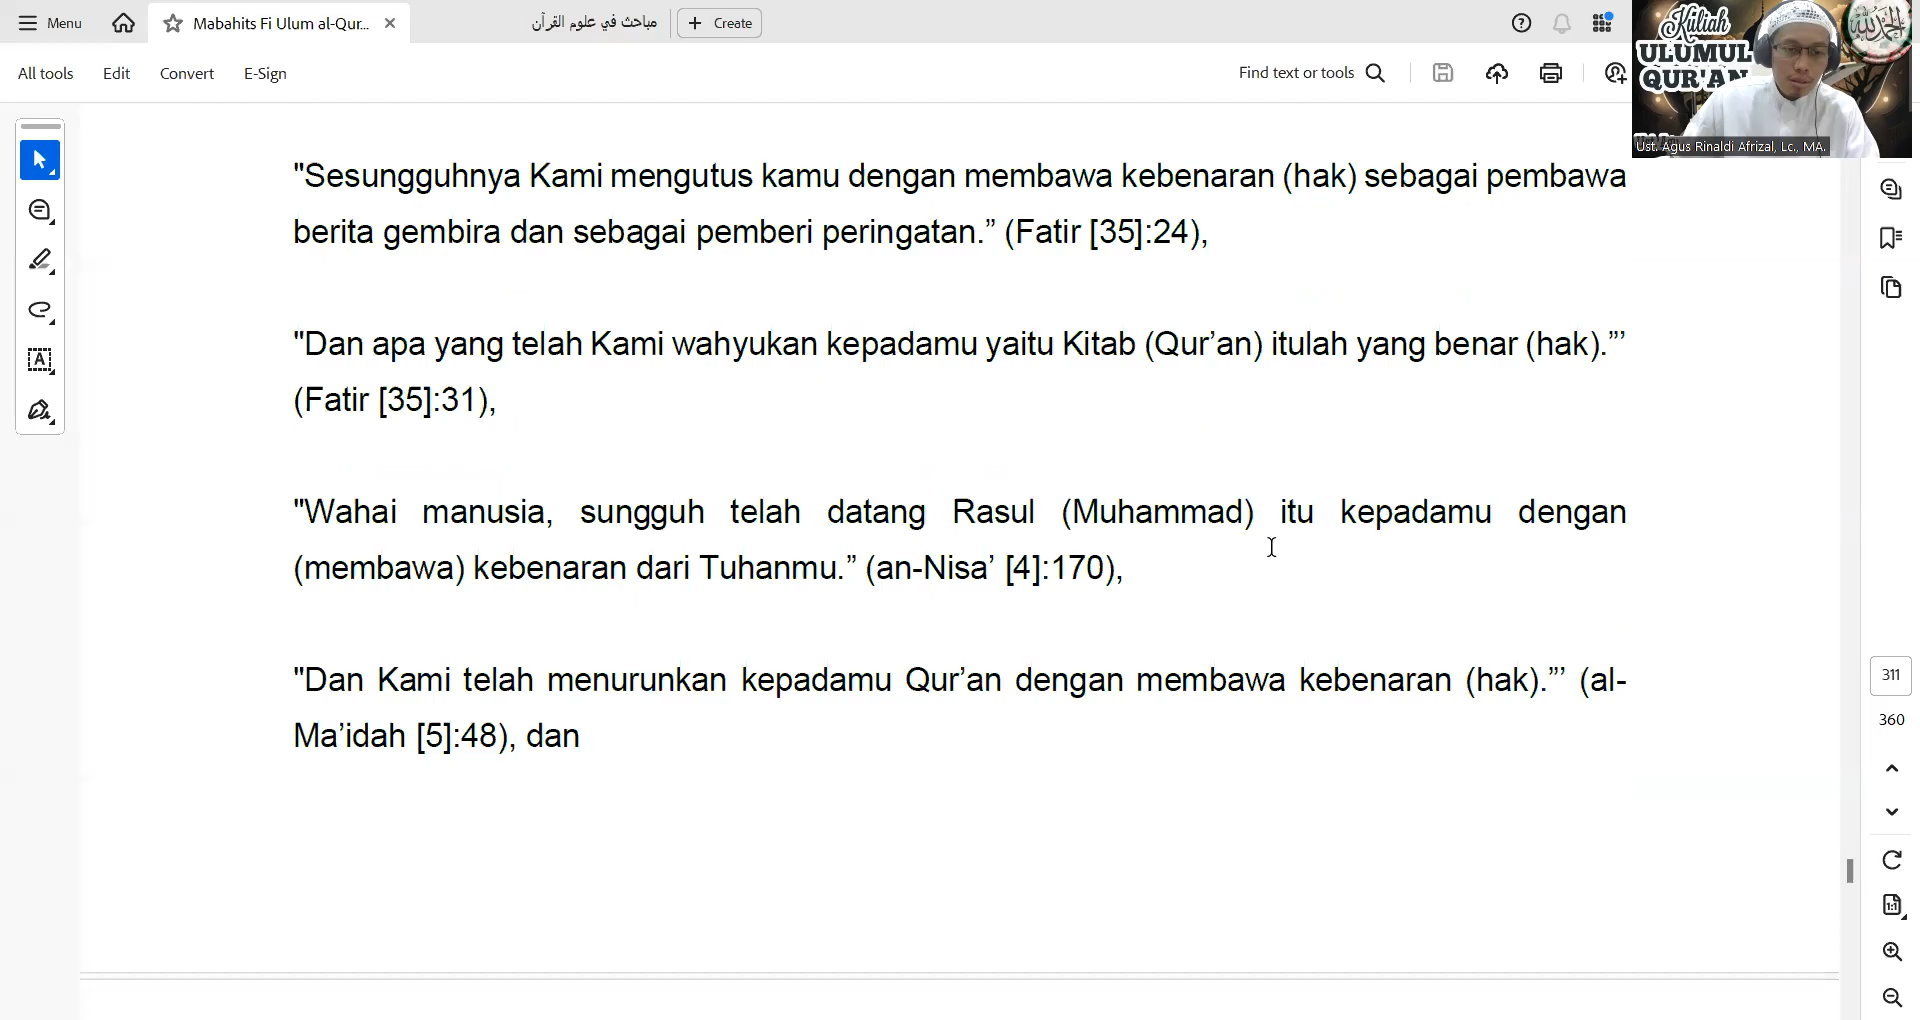 Menu
Mabahits Fi Ulum al-Qur...
مباحث في علوم القرآن
Create
All tools
Edit
Convert
E-Sign
Find text or tools
Kuliah
ULUMUL
QUR'AN
Ust. Agus Rinaldi Afrizal, Lc., MA.
"Sesungguhnya Kami mengutus kamu dengan membawa kebenaran (hak) sebagai pembawa
berita gembira dan sebagai pemberi peringatan.” (Fatir [35]:24),
"Dan apa yang telah Kami wahyukan kepadamu yaitu Kitab (Qur’an) itulah yang benar (hak).”’
(Fatir [35]:31),
"Wahai manusia, sungguh telah datang Rasul (Muhammad) itu kepadamu dengan
(membawa) kebenaran dari Tuhanmu.” (an-Nisa’ [4]:170),
"Dan Kami telah menurunkan kepadamu Qur’an dengan membawa kebenaran (hak).”’ (al-
Ma’idah [5]:48), dan
311
360